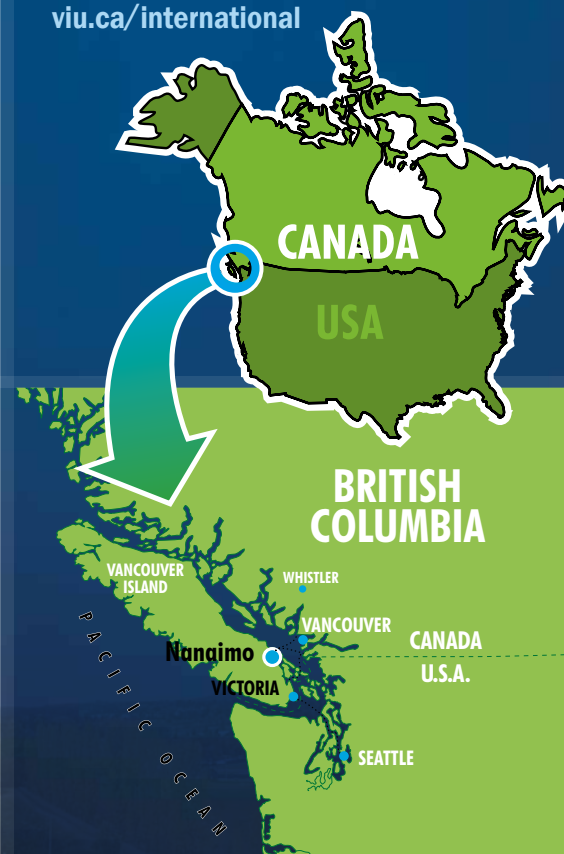 viu.ca/international
CANADA
USA
BRITISH
COLUMBIA
VANCOUVER
ISLAND
WHISTLER
VANCOUVER
Nanaimo
CANADA
U.S.A.
VICTORIA
PACIFIC OCEAN
SEATTLE